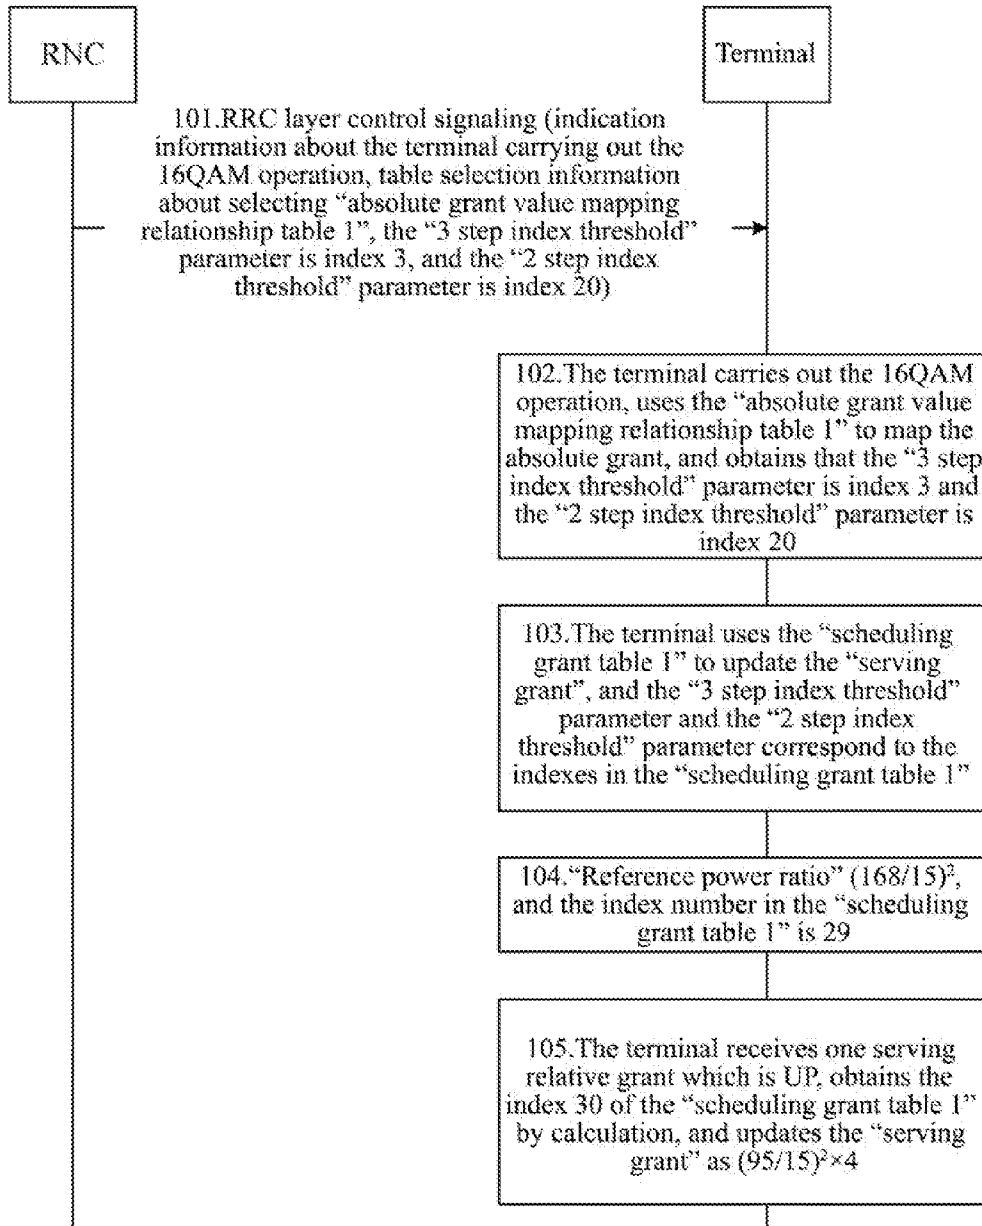 RNC
Terminal
101.RRC layer control signaling (indication
information about the terminal carrying out the
16QAM operation, table selection information
about selecting “absolute grant value mapping
relationship table 1”, the “3 step index threshold”
parameter is index 3, and the “2 step index
threshold” parameter is index 20)
102.The terminal carries out the 16QAM
operation, uses the “absolute grant value
mapping relationship table 1” to map the
absolute grant, and obtains that the “3 step
index threshold” parameter is index 3 and
the “2 step index threshold” parameter is
index 20
103.The terminal uses the “scheduling
grant table 1” to update the “serving
grant”, and the “3 step index threshold”
parameter and the “2 step index
threshold” parameter correspond to the
indexes in the “scheduling grant table 1”
104.“Reference power ratio” (168/15)²,
and the index number in the “scheduling
grant table 1” is 29
105.The terminal receives one serving
relative grant which is UP, obtains the
index 30 of the “scheduling grant table 1”
by calculation, and updates the “serving
grant” as (95/15)²×4